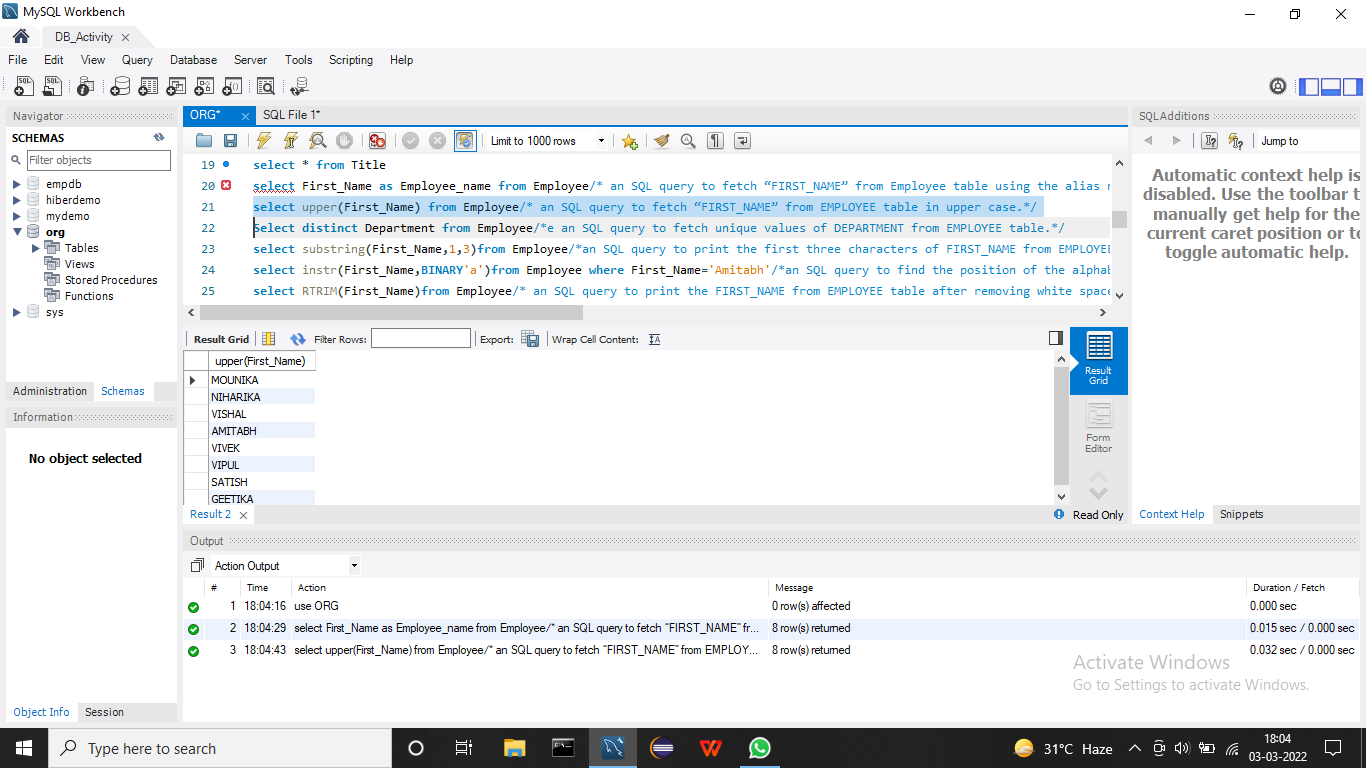 MySQL Workbench
DB_Activity
File Edit View Query Database Server Tools Scripting Help
Navigator
SCHEMAS
Filter objects
empdb
hiberdemo
mydemo
org
Tables
Views
Stored Procedures
Functions
sys
Administration Schemas
Information
No object selected
Object Info Session
ORG* SQL File 1*
Limit to 1000 rows
19 select * from Title
20 select First_Name as Employee_name from Employee/* an SQL query to fetch “FIRST_NAME” from Employee table using the alias
21 select upper(First_Name) from Employee/* an SQL query to fetch “FIRST_NAME” from EMPLOYEE table in upper case.*/
22 Select distinct Department from Employee/*e an SQL query to fetch unique values of DEPARTMENT from EMPLOYEE table.*/
23 select substring(First_Name,1,3)from Employee/*an SQL query to print the first three characters of FIRST_NAME from EMPLOYEE
24 select instr(First_Name,BINARY'a')from Employee where First_Name='Amitabh'/*an SQL query to find the position of the alphab
25 select RTRIM(First_Name)from Employee/* an SQL query to print the FIRST_NAME from EMPLOYEE table after removing white space
Result Grid Filter Rows: Export: Wrap Cell Content:
upper(First_Name)
MOUNIKA
NIHARIKA
VISHAL
AMITABH
VIVEK
VIPUL
SATISH
GEETIKA
Result Grid
Form Editor
Result 2
Read Only
SQLAdditions
Jump to
Automatic context help is
disabled. Use the toolbar t
manually get help for the
current caret position or to
toggle automatic help.
Context Help Snippets
Output
Action Output
# Time Action Message Duration / Fetch
1 18:04:16 use ORG 0 row(s) affected 0.000 sec
2 18:04:29 select First_Name as Employee_name from Employee/* an SQL query to fetch “FIRST_NAME” fr... 8 row(s) returned 0.015 sec / 0.000 sec
3 18:04:43 select upper(First_Name) from Employee/* an SQL query to fetch “FIRST_NAME” from EMPLOY... 8 row(s) returned 0.032 sec / 0.000 sec
Activate Windows
Go to Settings to activate Windows.
Type here to search
31°C Haze
18:04
03-03-2022